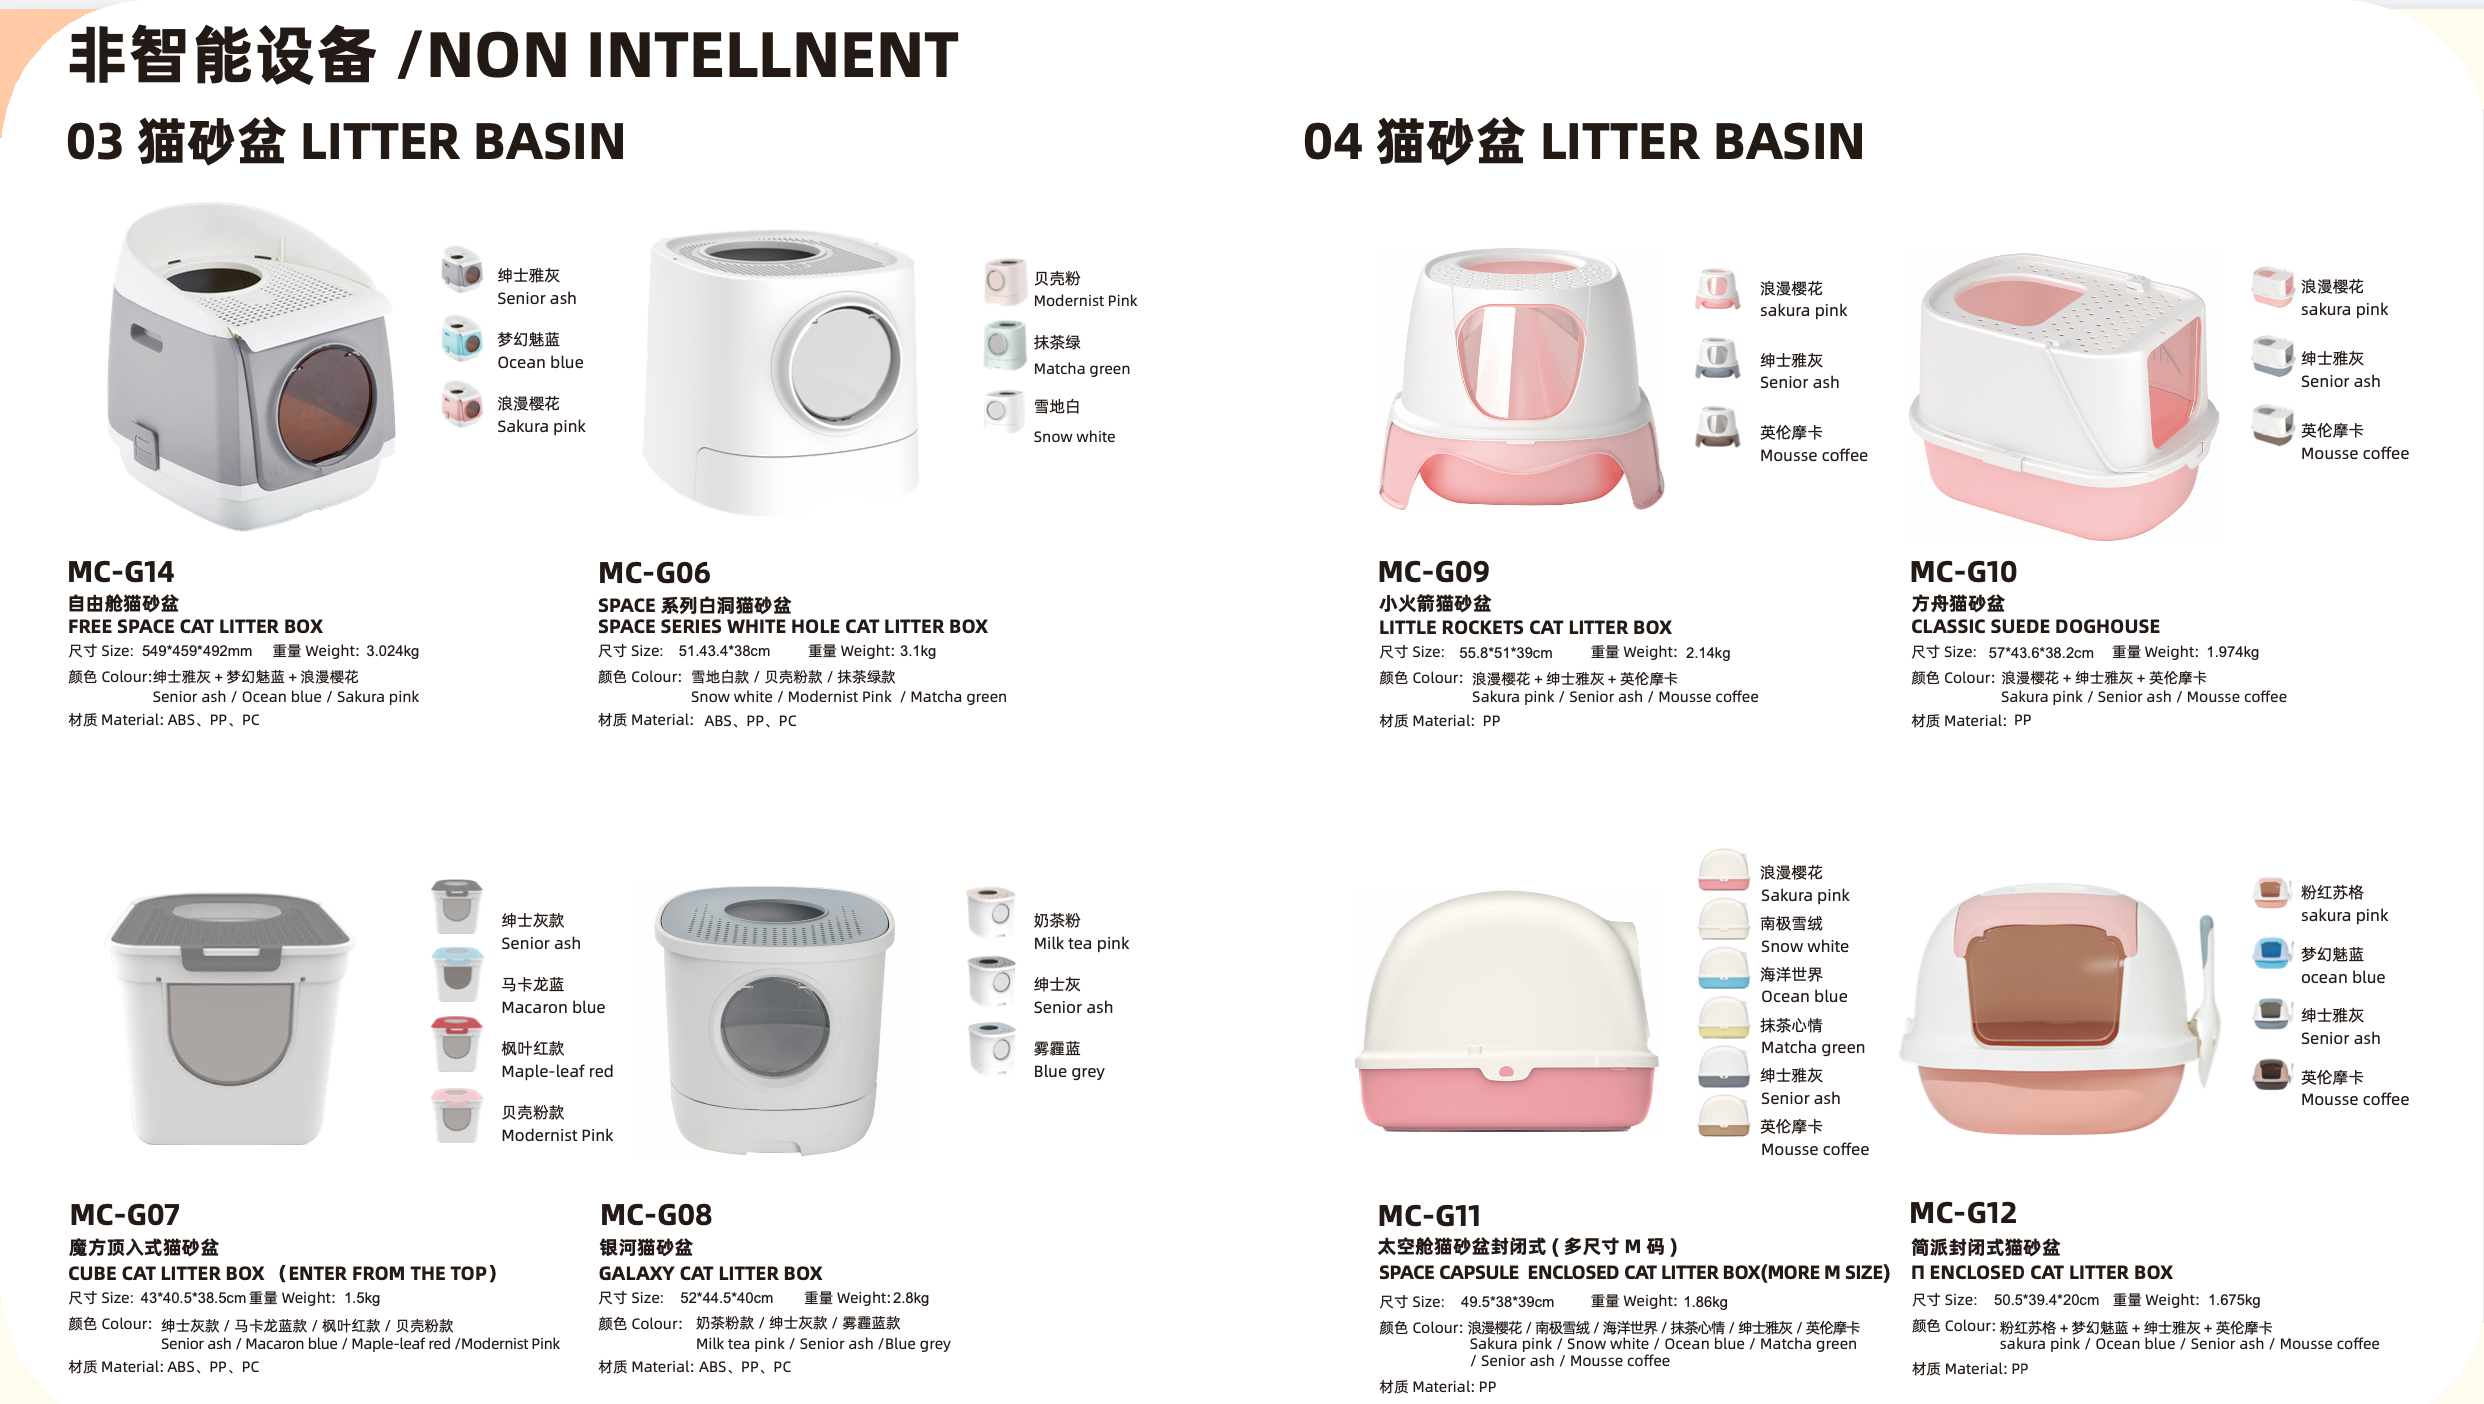 非智能设备 /NON INTELLNENT
03 猫砂盆 LITTER BASIN
绅士雅灰
Senior ash
梦幻魅蓝
Ocean blue
浪漫樱花
Sakura pink
贝壳粉
Modernist Pink
抹茶绿
Matcha green
雪地白
Snow white
MC-G14
自由舱猫砂盆
FREE SPACE CAT LITTER BOX
尺寸 Size: 549*459*492mm 重量 Weight: 3.024kg
颜色 Colour:绅士雅灰 + 梦幻魅蓝 + 浪漫樱花
Senior ash / Ocean blue / Sakura pink
材质 Material: ABS、PP、PC
MC-G06
SPACE 系列白洞猫砂盆
SPACE SERIES WHITE HOLE CAT LITTER BOX
尺寸 Size: 51.43.4*38cm 重量 Weight: 3.1kg
颜色 Colour: 雪地白款 / 贝壳粉款 / 抹茶绿款
Snow white / Modernist Pink / Matcha green
材质 Material: ABS、PP、PC
绅士灰款
Senior ash
马卡龙蓝
Macaron blue
枫叶红款
Maple-leaf red
贝壳粉款
Modernist Pink
奶茶粉
Milk tea pink
绅士灰
Senior ash
雾霾蓝
Blue grey
MC-G07
魔方顶入式猫砂盆
CUBE CAT LITTER BOX （ENTER FROM THE TOP）
尺寸 Size: 43*40.5*38.5cm 重量 Weight: 1.5kg
颜色 Colour: 绅士灰款 / 马卡龙蓝款 / 枫叶红款 / 贝壳粉款
Senior ash / Macaron blue / Maple-leaf red /Modernist Pink
材质 Material: ABS、PP、PC
MC-G08
银河猫砂盆
GALAXY CAT LITTER BOX
尺寸 Size: 52*44.5*40cm 重量 Weight:2.8kg
颜色 Colour: 奶茶粉款 / 绅士灰款 / 雾霾蓝款
Milk tea pink / Senior ash /Blue grey
材质 Material: ABS、PP、PC
04 猫砂盆 LITTER BASIN
浪漫樱花
sakura pink
绅士雅灰
Senior ash
英伦摩卡
Mousse coffee
浪漫樱花
sakura pink
绅士雅灰
Senior ash
英伦摩卡
Mousse coffee
MC-G09
小火箭猫砂盆
LITTLE ROCKETS CAT LITTER BOX
尺寸 Size: 55.8*51*39cm 重量 Weight: 2.14kg
颜色 Colour: 浪漫樱花 + 绅士雅灰 + 英伦摩卡
Sakura pink / Senior ash / Mousse coffee
材质 Material: PP
MC-G10
方舟猫砂盆
CLASSIC SUEDE DOGHOUSE
尺寸 Size: 57*43.6*38.2cm 重量 Weight: 1.974kg
颜色 Colour: 浪漫樱花 + 绅士雅灰 + 英伦摩卡
Sakura pink / Senior ash / Mousse coffee
材质 Material: PP
浪漫樱花
Sakura pink
南极雪绒
Snow white
海洋世界
Ocean blue
抹茶心情
Matcha green
绅士雅灰
Senior ash
英伦摩卡
Mousse coffee
粉红苏格
sakura pink
梦幻魅蓝
ocean blue
绅士雅灰
Senior ash
英伦摩卡
Mousse coffee
MC-G11
太空舱猫砂盆封闭式 ( 多尺寸 M 码 )
SPACE CAPSULE ENCLOSED CAT LITTER BOX(MORE M SIZE)
尺寸 Size: 49.5*38*39cm 重量 Weight: 1.86kg
颜色 Colour: 浪漫樱花 / 南极雪绒 / 海洋世界 / 抹茶心情 / 绅士雅灰 / 英伦摩卡
Sakura pink / Snow white / Ocean blue / Matcha green
/ Senior ash / Mousse coffee
材质 Material: PP
MC-G12
简派封闭式猫砂盆
Π ENCLOSED CAT LITTER BOX
尺寸 Size: 50.5*39.4*20cm 重量 Weight: 1.675kg
颜色 Colour: 粉红苏格 + 梦幻魅蓝 + 绅士雅灰 + 英伦摩卡
sakura pink / Ocean blue / Senior ash / Mousse coffee
材质 Material: PP